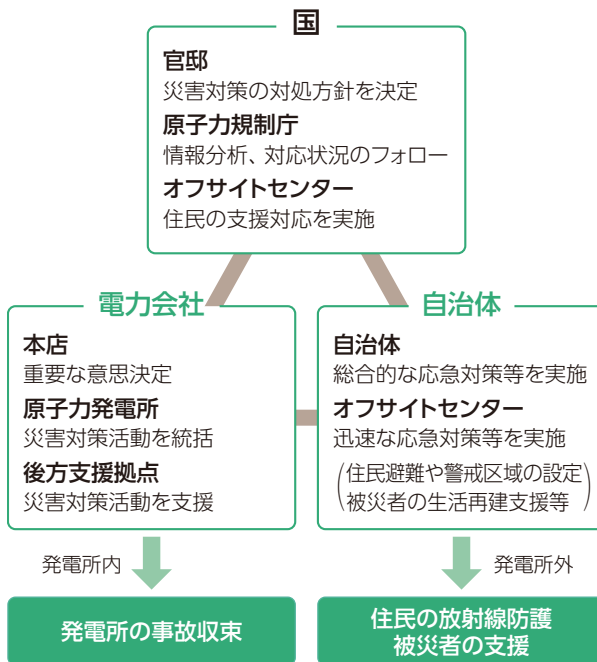 国
官邸
災害対策の対処方針を決定
原子力規制庁
情報分析、対応状況のフォロー
オフサイトセンター
住民の支援対応を実施
電力会社
本店
重要な意思決定
原子力発電所
災害対策活動を統括
後方支援拠点
災害対策活動を支援
自治体
自治体
総合的な応急対策等を実施
オフサイトセンター
迅速な応急対策等を実施
(住民避難や警戒区域の設定
被災者の生活再建支援等)
発電所内
発電所の事故収束
発電所外
住民の放射線防護
被災者の支援